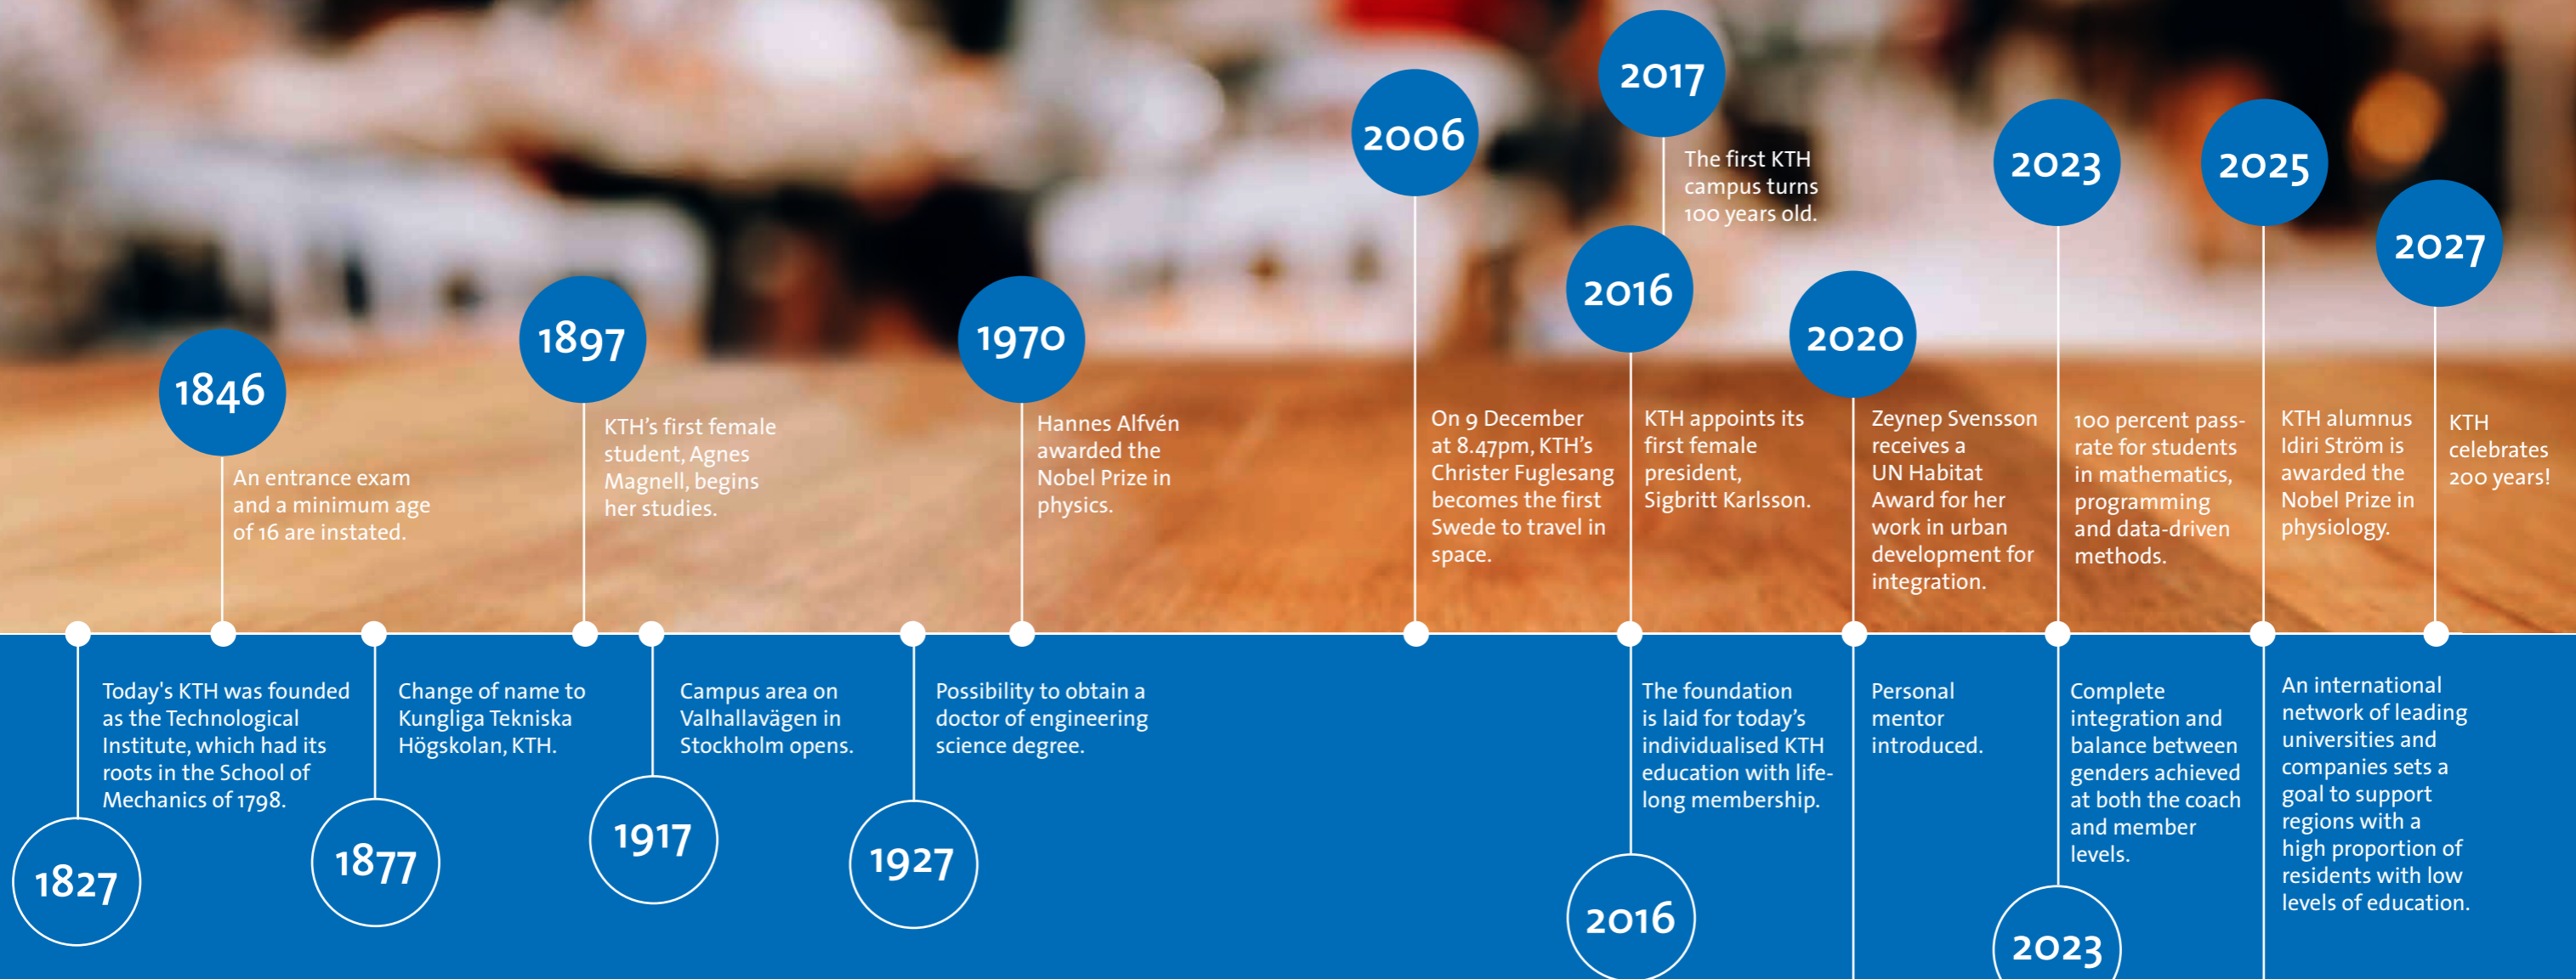 2017
The first KTH
campus turns
100 years old.
2006
On 9 December
at 8.47pm, KTH's
Christer Fuglesang
becomes the first
Swede to travel in
space.
2023
100 percent pass-
rate for students
in mathematics,
programming
and data-driven
methods.
2025
KTH alumnus
Idiri Ström is
awarded the
Nobel Prize in
physiology.
2027
KTH
celebrates
200 years!
2016
KTH appoints its
first female
president,
Sigbritt Karlsson.
2020
Zeynep Svensson
receives a
UN Habitat
Award for her
work in urban
development for
integration.
1846
An entrance exam
and a minimum age
of 16 are instated.
1897
KTH's first female
student, Agnes
Magnell, begins
her studies.
1970
Hannes Alfvén
awarded the
Nobel Prize in
physics.
Today's KTH was founded
as the Technological
Institute, which had its
roots in the School of
Mechanics of 1798.
1827
Change of name to
Kungliga Tekniska
Högskolan, KTH.
1877
Campus area on
Valhallavägen in
Stockholm opens.
1917
Possibility to obtain a
doctor of engineering
science degree.
1927
The foundation
is laid for today's
individualised KTH
education with life-
long membership.
2016
Personal
mentor
introduced.
Complete
integration and
balance between
genders achieved
at both the coach
and member
levels.
2023
An international
network of leading
universities and
companies sets a
goal to support
regions with a
high proportion of
residents with low
levels of education.